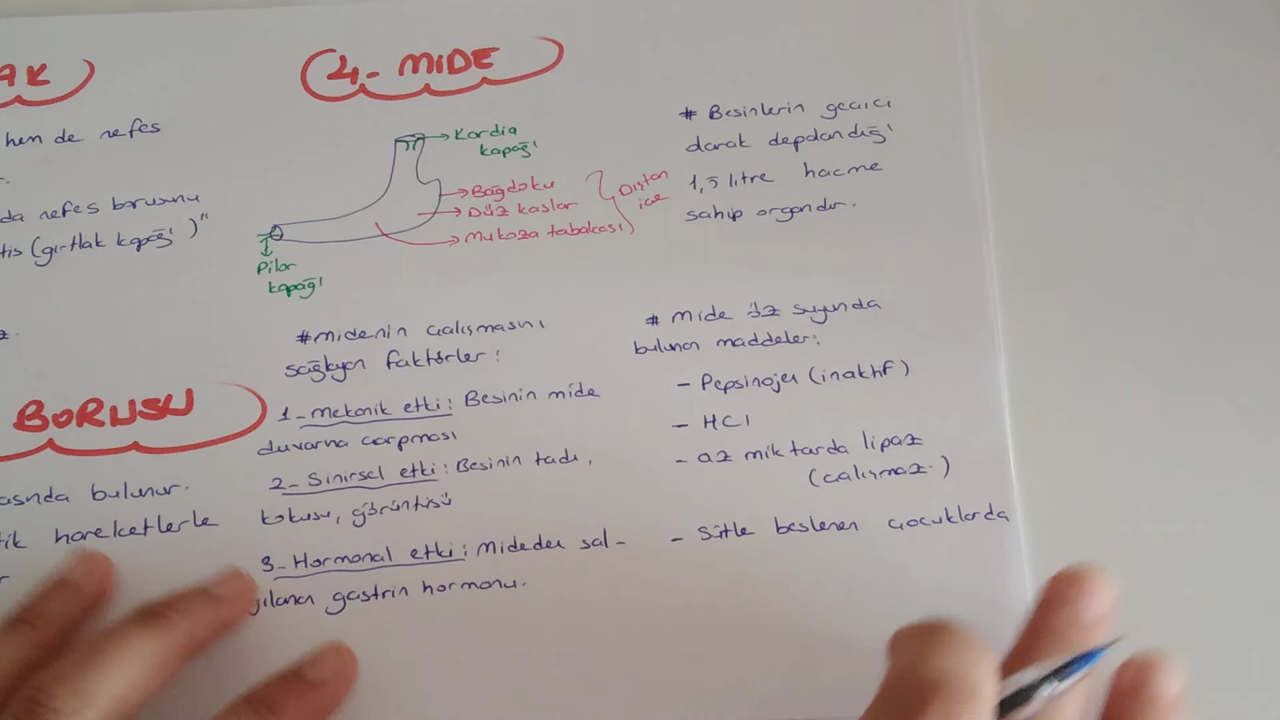 AK
hem de nefes
da nefes borusunu
tis (gırtlak kapağı)"
z.
BORUSU
asında bulunur.
tik hareketlerle
r
4- MİDE
Kardia
kapağı
Bağdoku
Düz kaslar
Mukoza tabakası
Dıştan
içe
Pilor
kapağı
# Besinlerin geçici
darak depdandığı
1,5 litre hacme
sahip organdır.
#midenin çalışmasını
sağlayan faktörler:
1- Mekanik etki: Besinin mide
duvarına çarpması
2- Sinirsel etki: Besinin tadı,
kokusu, görüntüsü
3- Hormonal etki: Mideden sal-
gılanan gastrin hormonu.
# Mide öz suyunda
bulunan maddeler:
- Pepsinojen (inaktif)
- HCl
- az miktarda lipaz
(çalışmaz.)
- Sütle beslenen çocuklarda